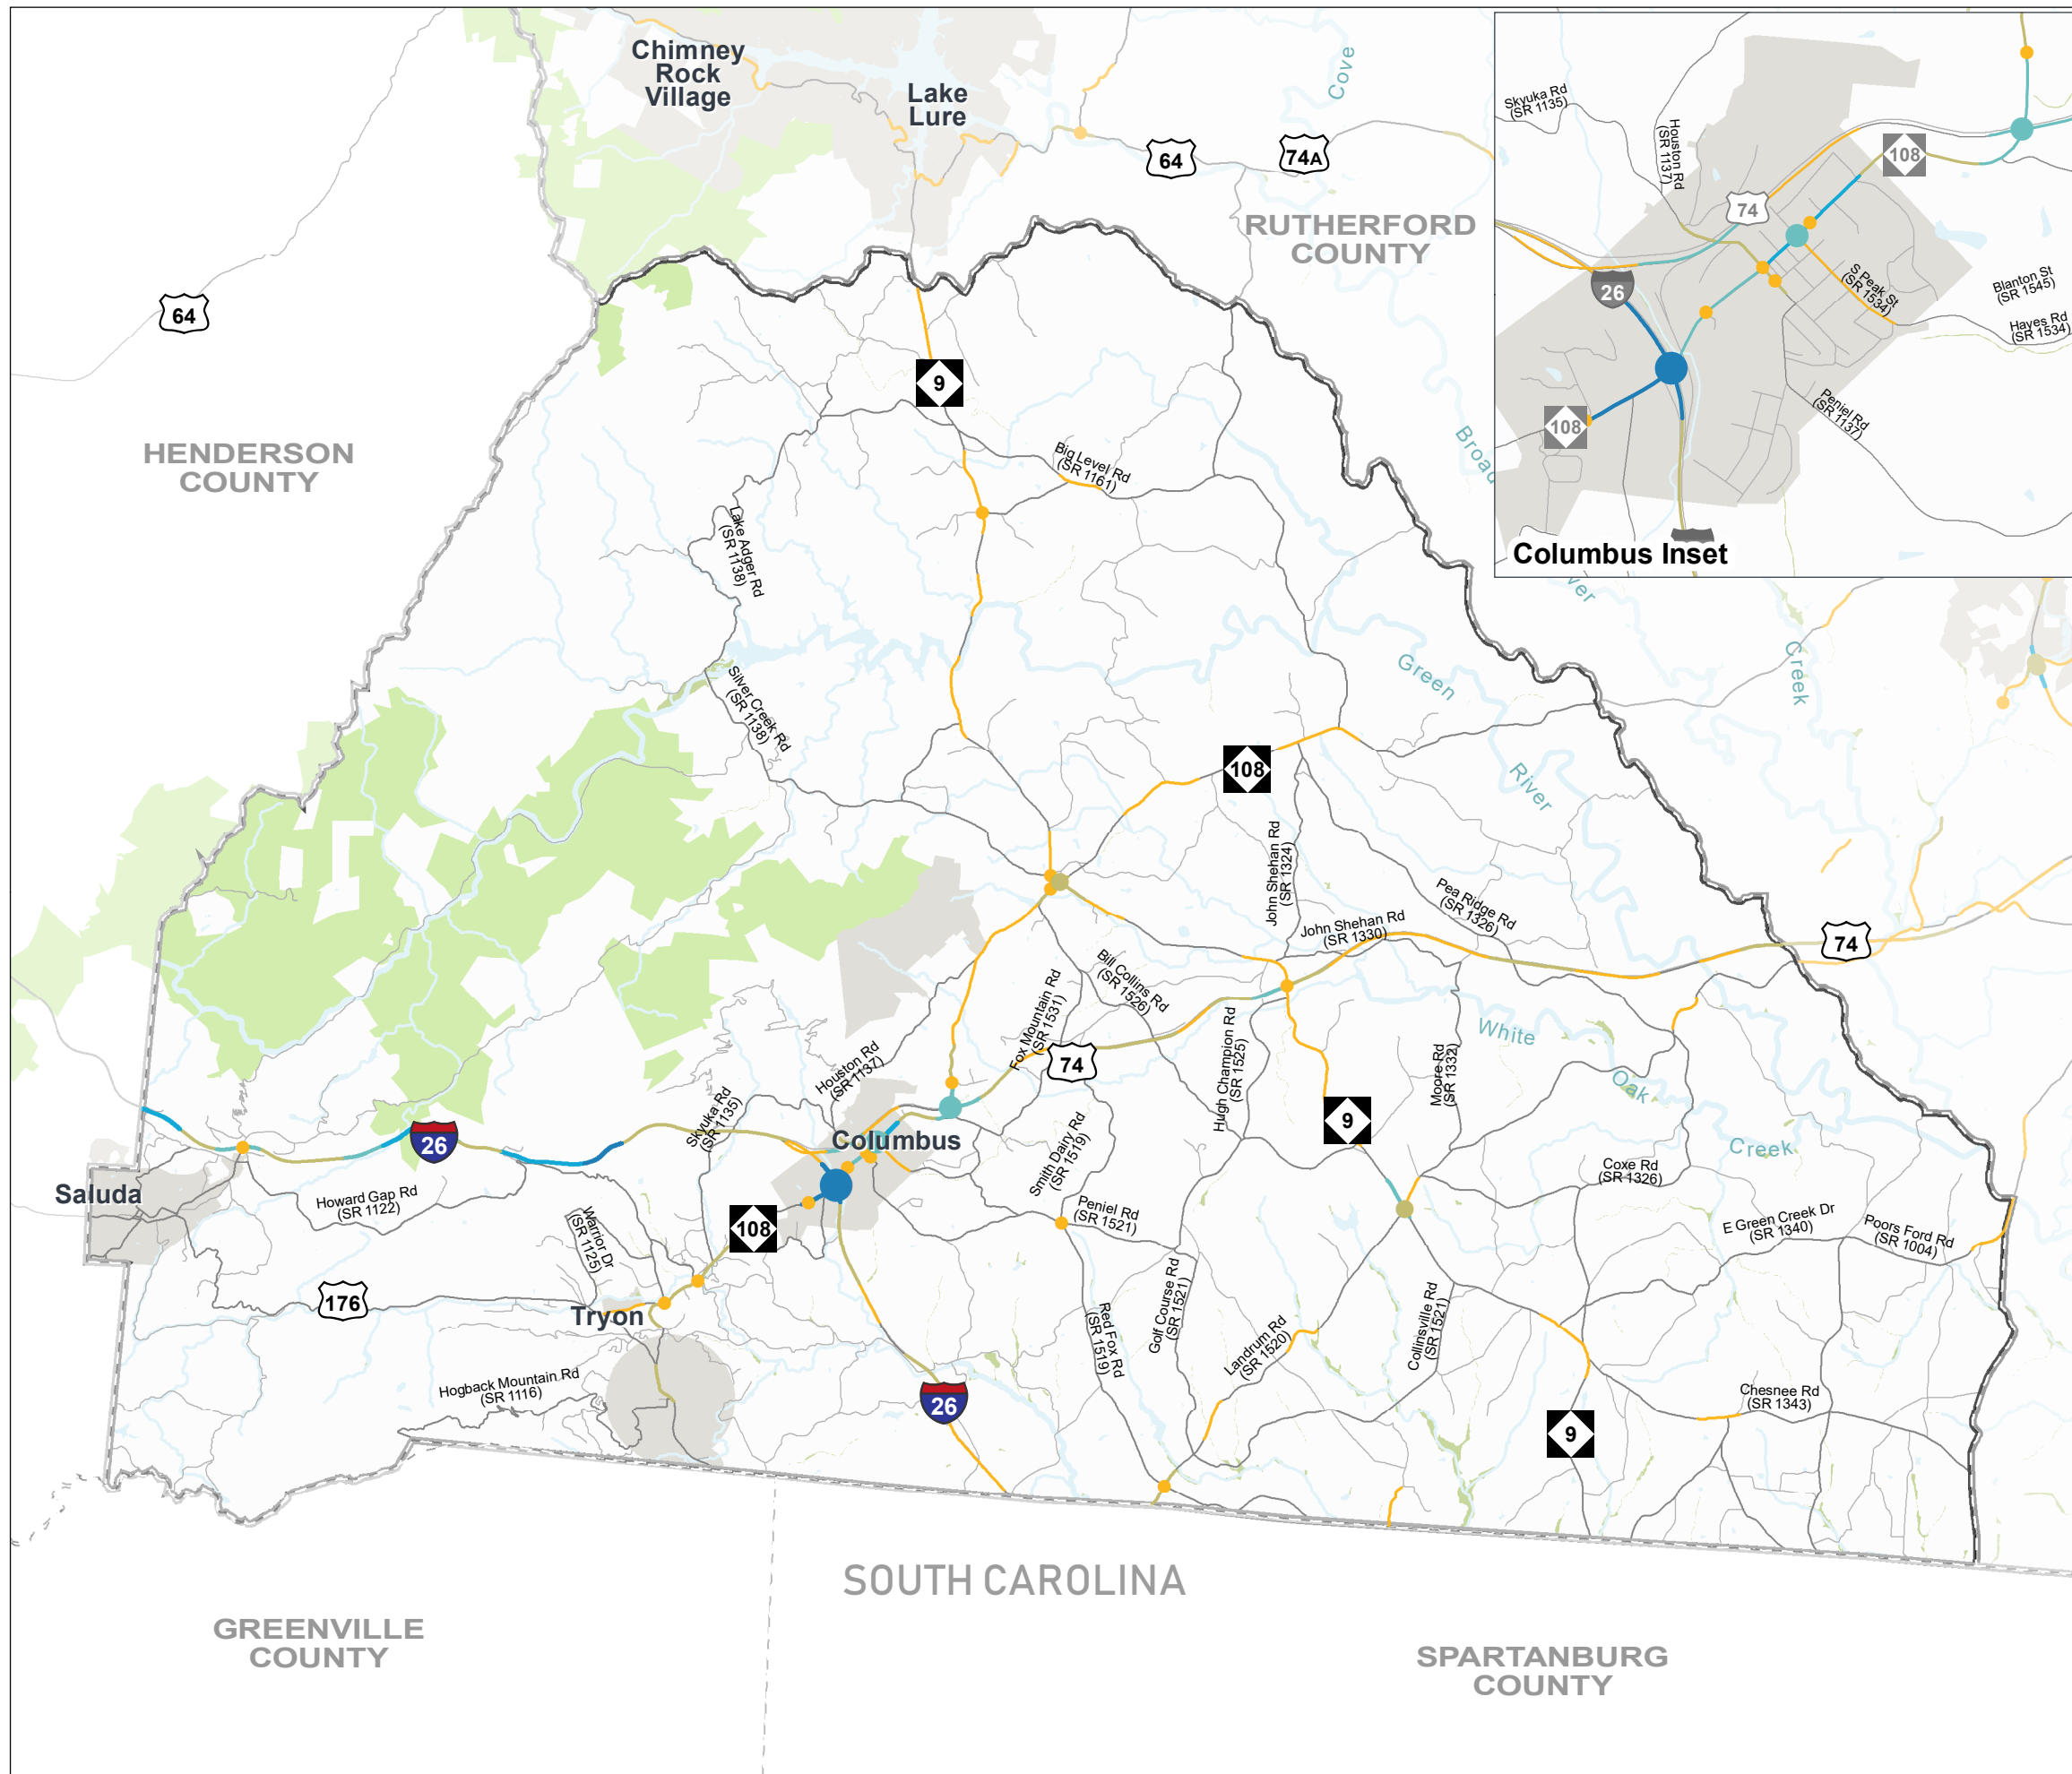 Chimney
Rock
Village
Lake
Lure
Cove
64
74A
RUTHERFORD
COUNTY
64
HENDERSON
COUNTY
9
Big Level Rd
(SR 1161)
Broad
Lake Adger Rd
(SR 1138)
Silver Creek Rd
(SR 1138)
Green
River
Creek
108
John Shehan Rd
(SR 1324)
Pea Ridge Rd
(SR 1326)
John Shehan Rd
(SR 1330)
74
Bill Collins Rd
(SR 1526)
Fox Mountain Rd
(SR 1531)
74
Hugh Champion Rd
(SR 1525)
Moore Rd
(SR 1332)
White
Oak
Creek
Houston Rd
(SR 1137)
Skyuka Rd
(SR 1135)
Columbus
26
9
Smith Dairy Rd
(SR 1519)
Saluda
Howard Gap Rd
(SR 1122)
Warrior Dr
(SR 1125)
108
Peniel Rd
(SR 1521)
Coxe Rd
(SR 1326)
E Green Creek Dr
(SR 1340)
Poors Ford Rd
(SR 1004)
176
Tryon
Golf Course Rd
(SR 1521)
Red Fox Rd
(SR 1519)
Landrum Rd
(SR 1520)
Collinsville Rd
(SR 1521)
Hogback Mountain Rd
(SR 1116)
26
Chesnee Rd
(SR 1343)
9
SOUTH CAROLINA
GREENVILLE
COUNTY
SPARTANBURG
COUNTY
Skyuka Rd
(SR 1135)
Houston Rd
(SR 1137)
108
74
26
S Peak St
(SR 1534)
Blanton St
(SR 1545)
Hayes Rd
(SR 1534)
Peniel Rd
(SR 1137)
108
Columbus Inset